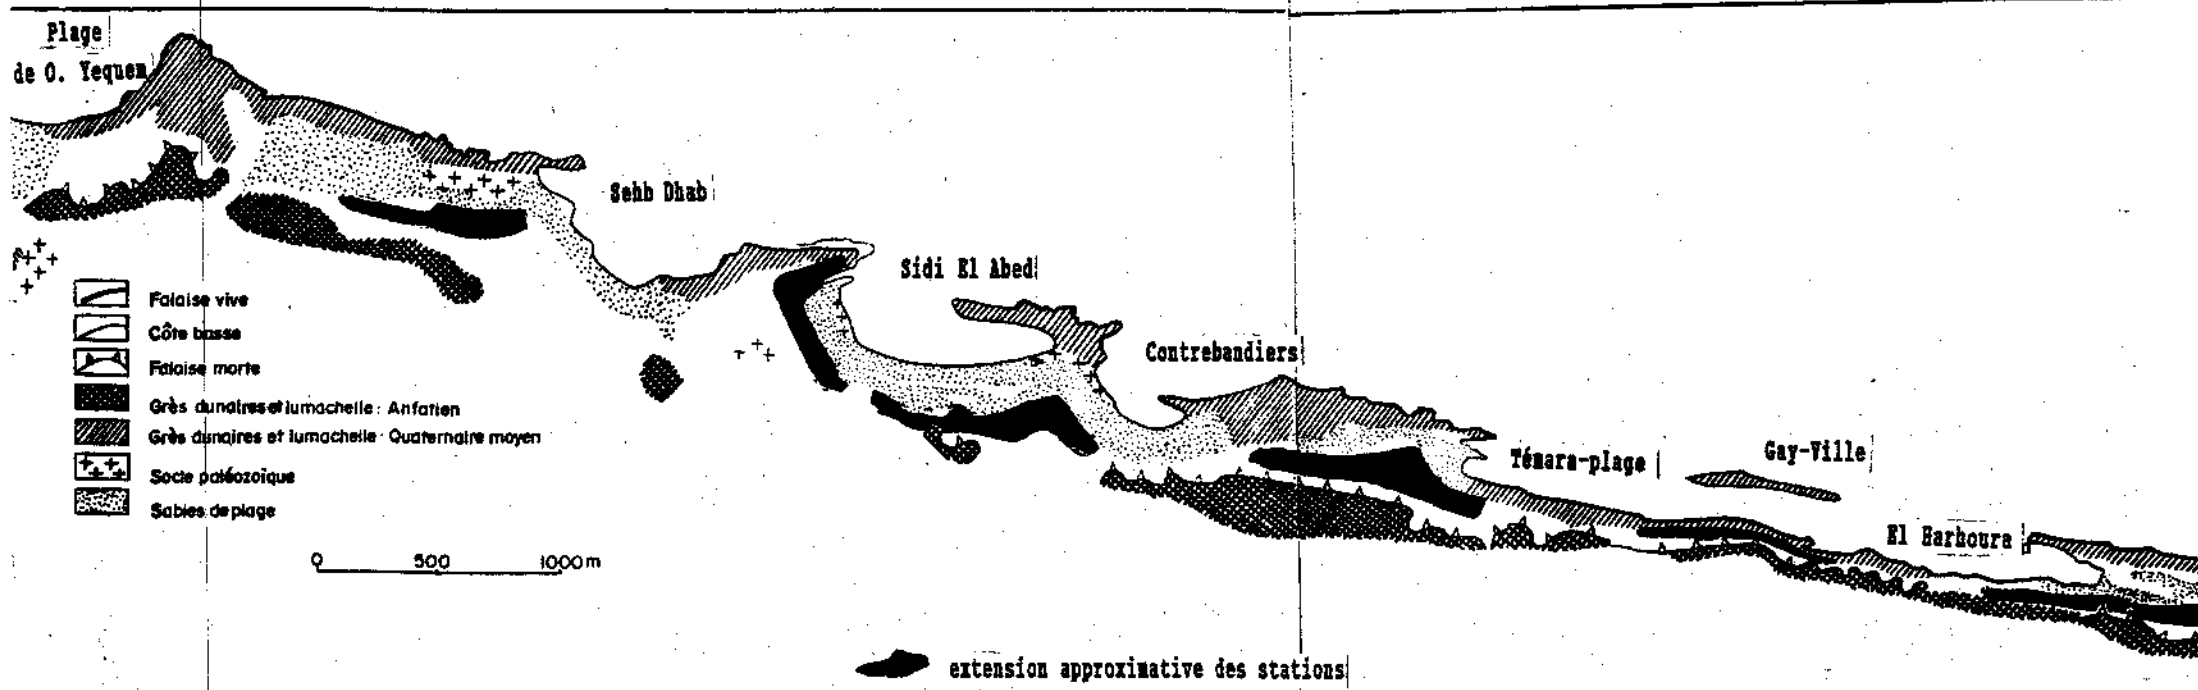 Plage
de O. Yequem
Sehb Dhab
Sidi El Abed
Contrebandiers
Témara-plage
Gay-Ville
El Harhoura
Falaise vive
Côte basse
Falaise morte
Grès dunaires et lumachelle : Anfatien
Grès dunaires et lumachelle : Quaternaire moyen
Socle paléozoïque
Sables de plage
0 500 1000 m
extension approximative des stations